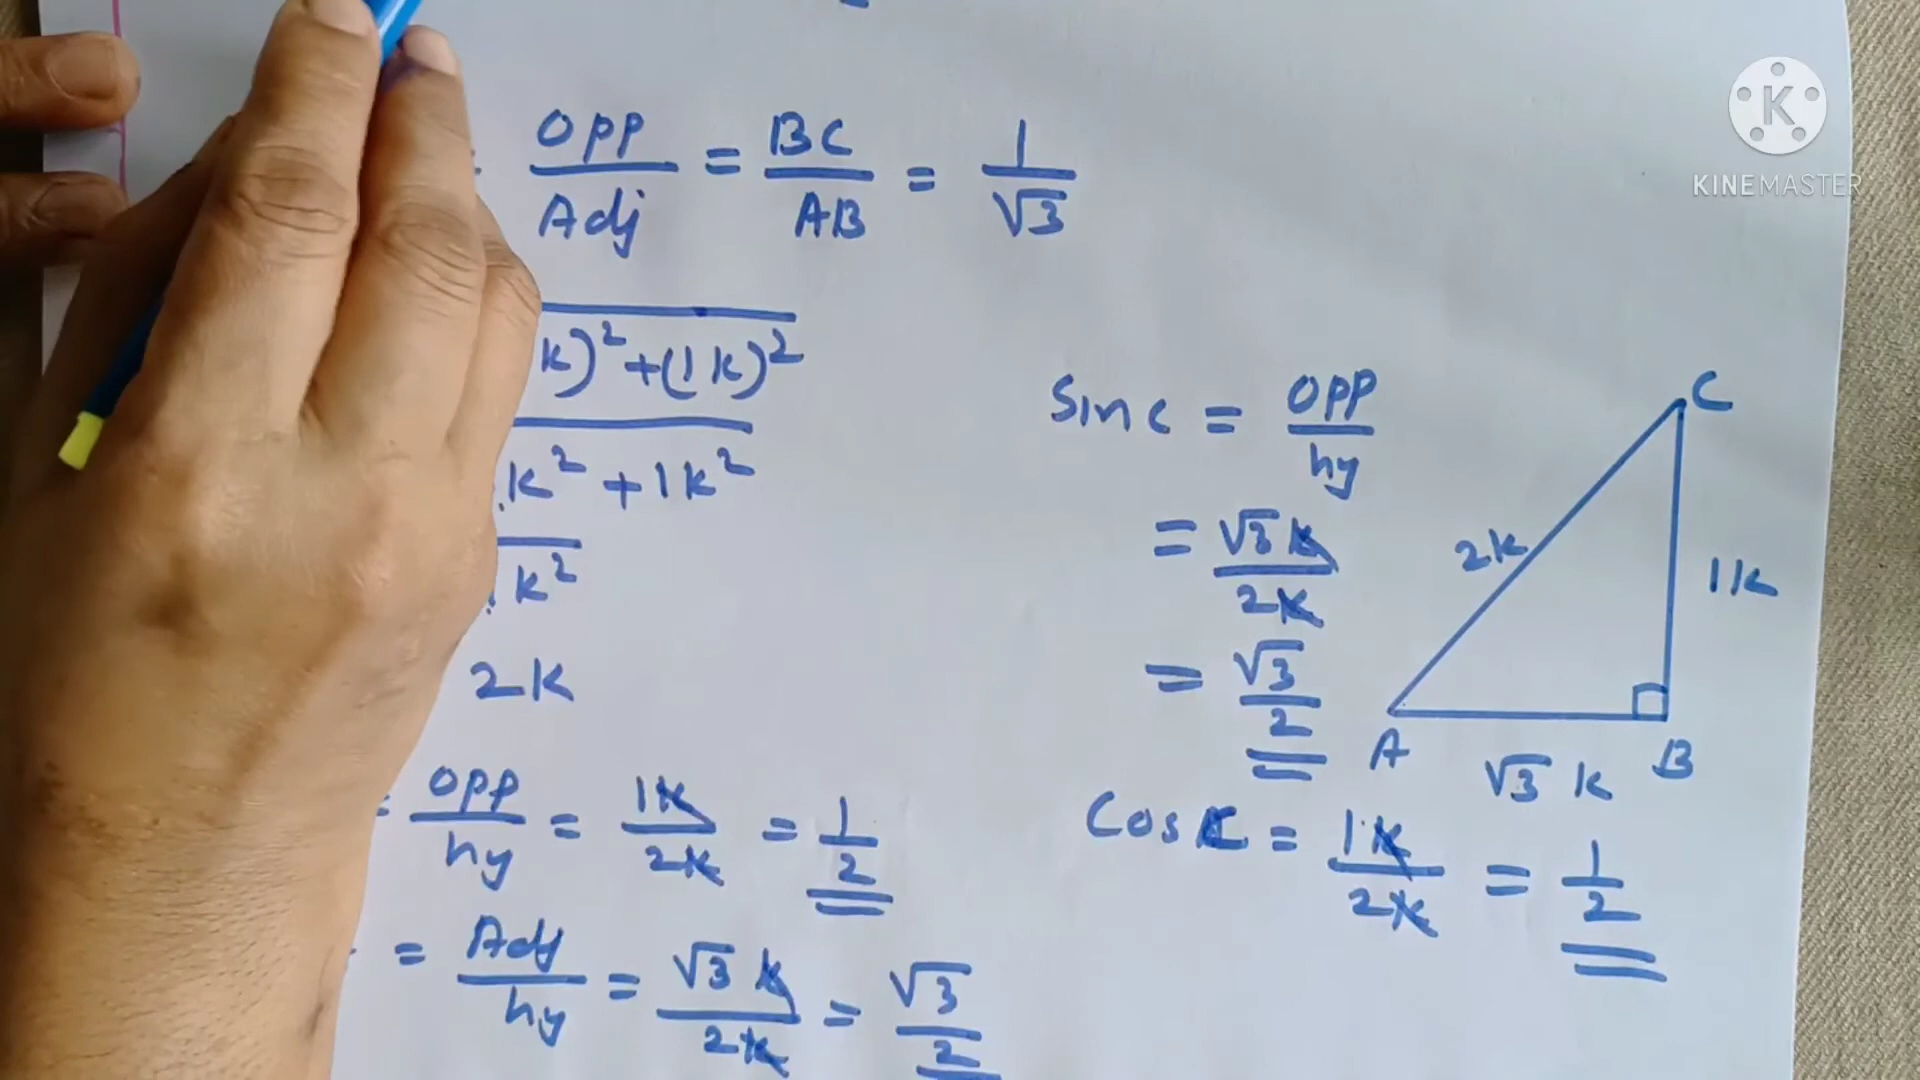 Opp/Adj = BC/AB = 1/√3
k)² + (1k)²
k² + 1k²
k²
2k
= Opp/hy = 1k/2k = 1/2
= Adj/hy = √3 k/2k = √3/2
Sin C = Opp/hy
= √3 k/2k
= √3/2
Cos C = 1k/2k = 1/2
C
2k
1k
A
B
√3 k
K
KINEMASTER